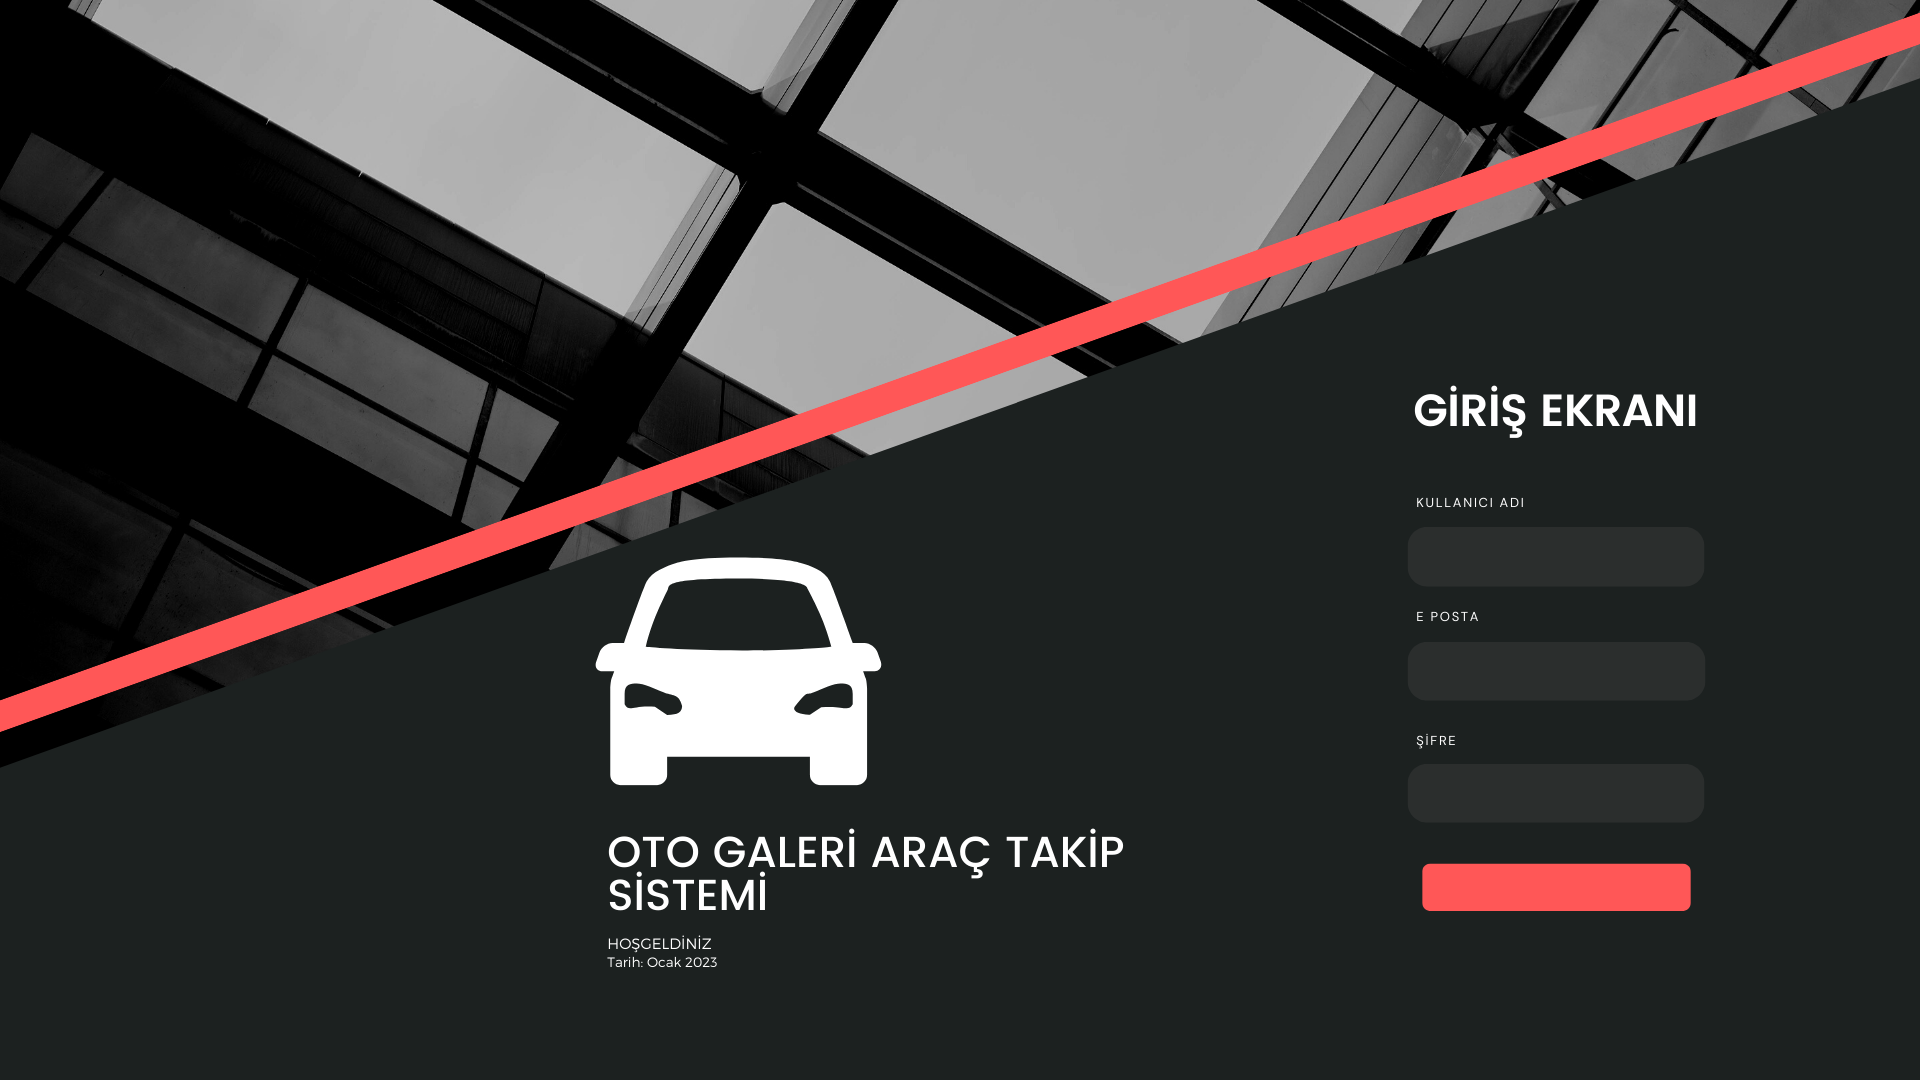 GİRİŞ EKRANI
KULLANICI ADI
E POSTA
ŞİFRE
OTO GALERİ ARAÇ TAKİP
SİSTEMİ
HOŞGELDİNİZ
Tarih: Ocak 2023